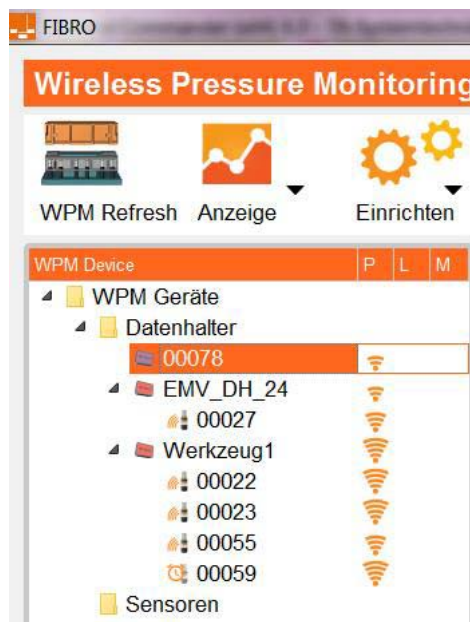 FIBRO
Wireless Pressure Monitoring
WPM Refresh Anzeige Einrichten
WPM Device P L M
WPM Geräte
Datenhalter
00078
EMV_DH_24
00027
Werkzeug1
00022
00023
00055
00059
Sensoren